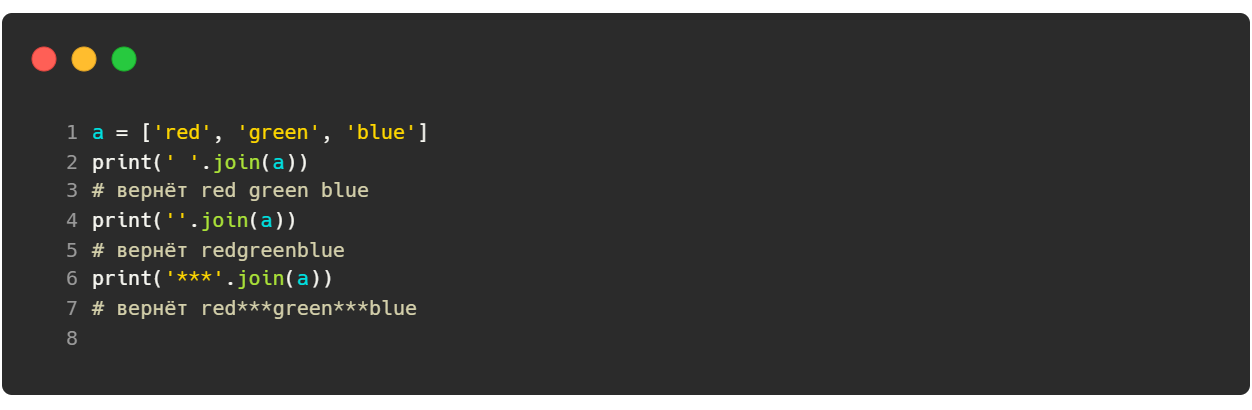 1 a = ['red', 'green', 'blue']
2 print(' '.join(a))
3 # вернёт red green blue
4 print(''.join(a))
5 # вернёт redgreenblue
6 print('***'.join(a))
7 # вернёт red***green***blue
8